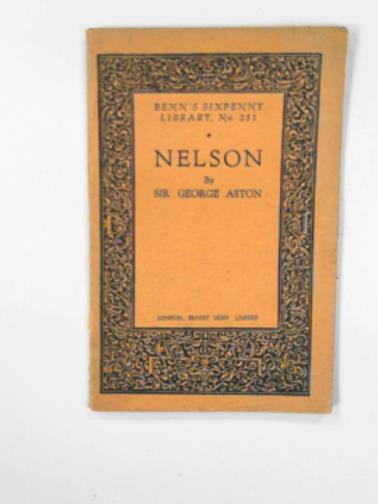 BENN'S SIXPENNY
LIBRARY, No. 251
NELSON
By
SIR GEORGE ASTON
LONDON: ERNEST BENN LIMITED